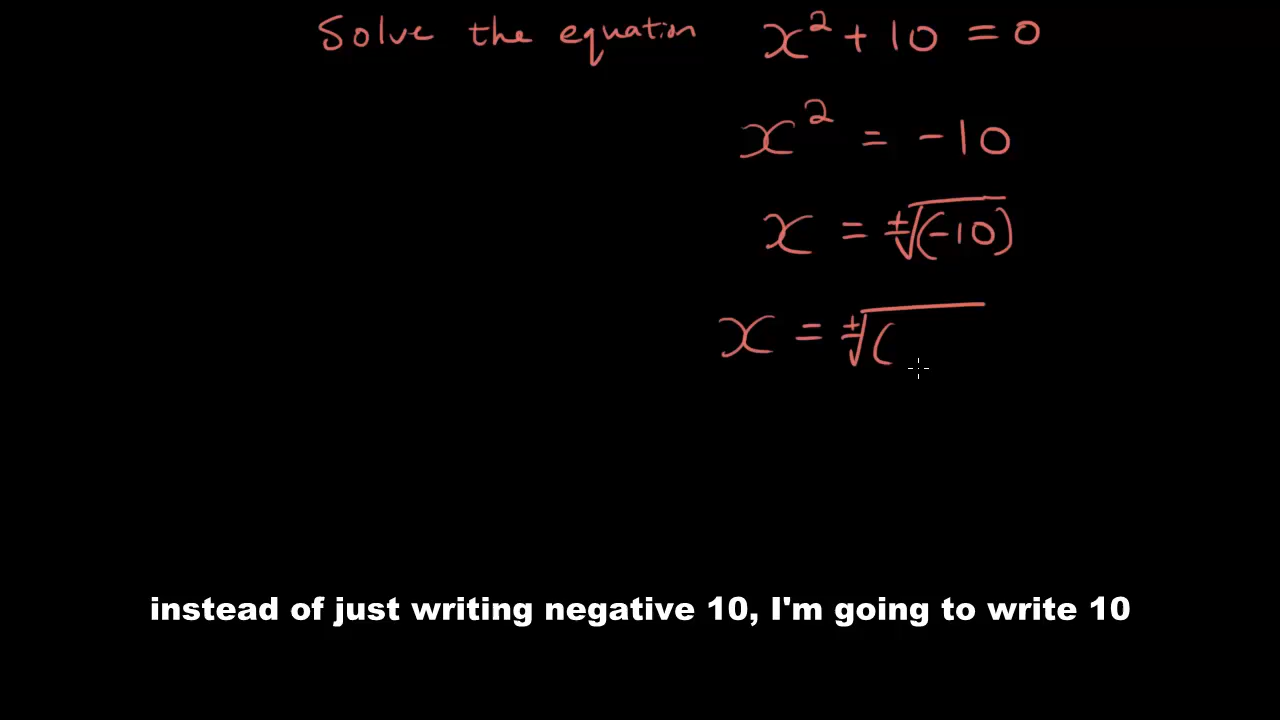 Solve the equation x² + 10 = 0
x² = -10
x = ±√(-10)
x = ±√(
instead of just writing negative 10, I'm going to write 10